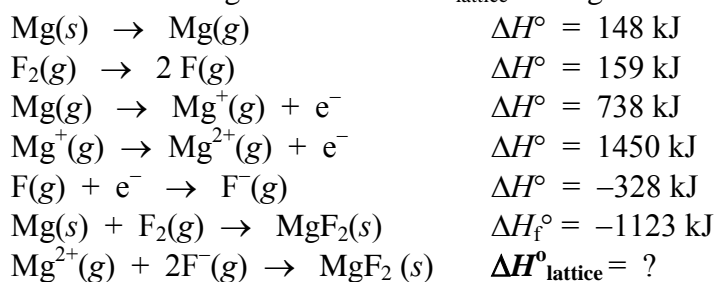 lattice
Mg(s) → Mg(g) ΔH° = 148 kJ
F₂(g) → 2 F(g) ΔH° = 159 kJ
Mg(g) → Mg⁺(g) + e⁻ ΔH° = 738 kJ
Mg⁺(g) → Mg²⁺(g) + e⁻ ΔH° = 1450 kJ
F(g) + e⁻ → F⁻(g) ΔH° = –328 kJ
Mg(s) + F₂(g) → MgF₂(s) ΔHf° = –1123 kJ
Mg²⁺(g) + 2F⁻(g) → MgF₂ (s) ΔH°lattice = ?